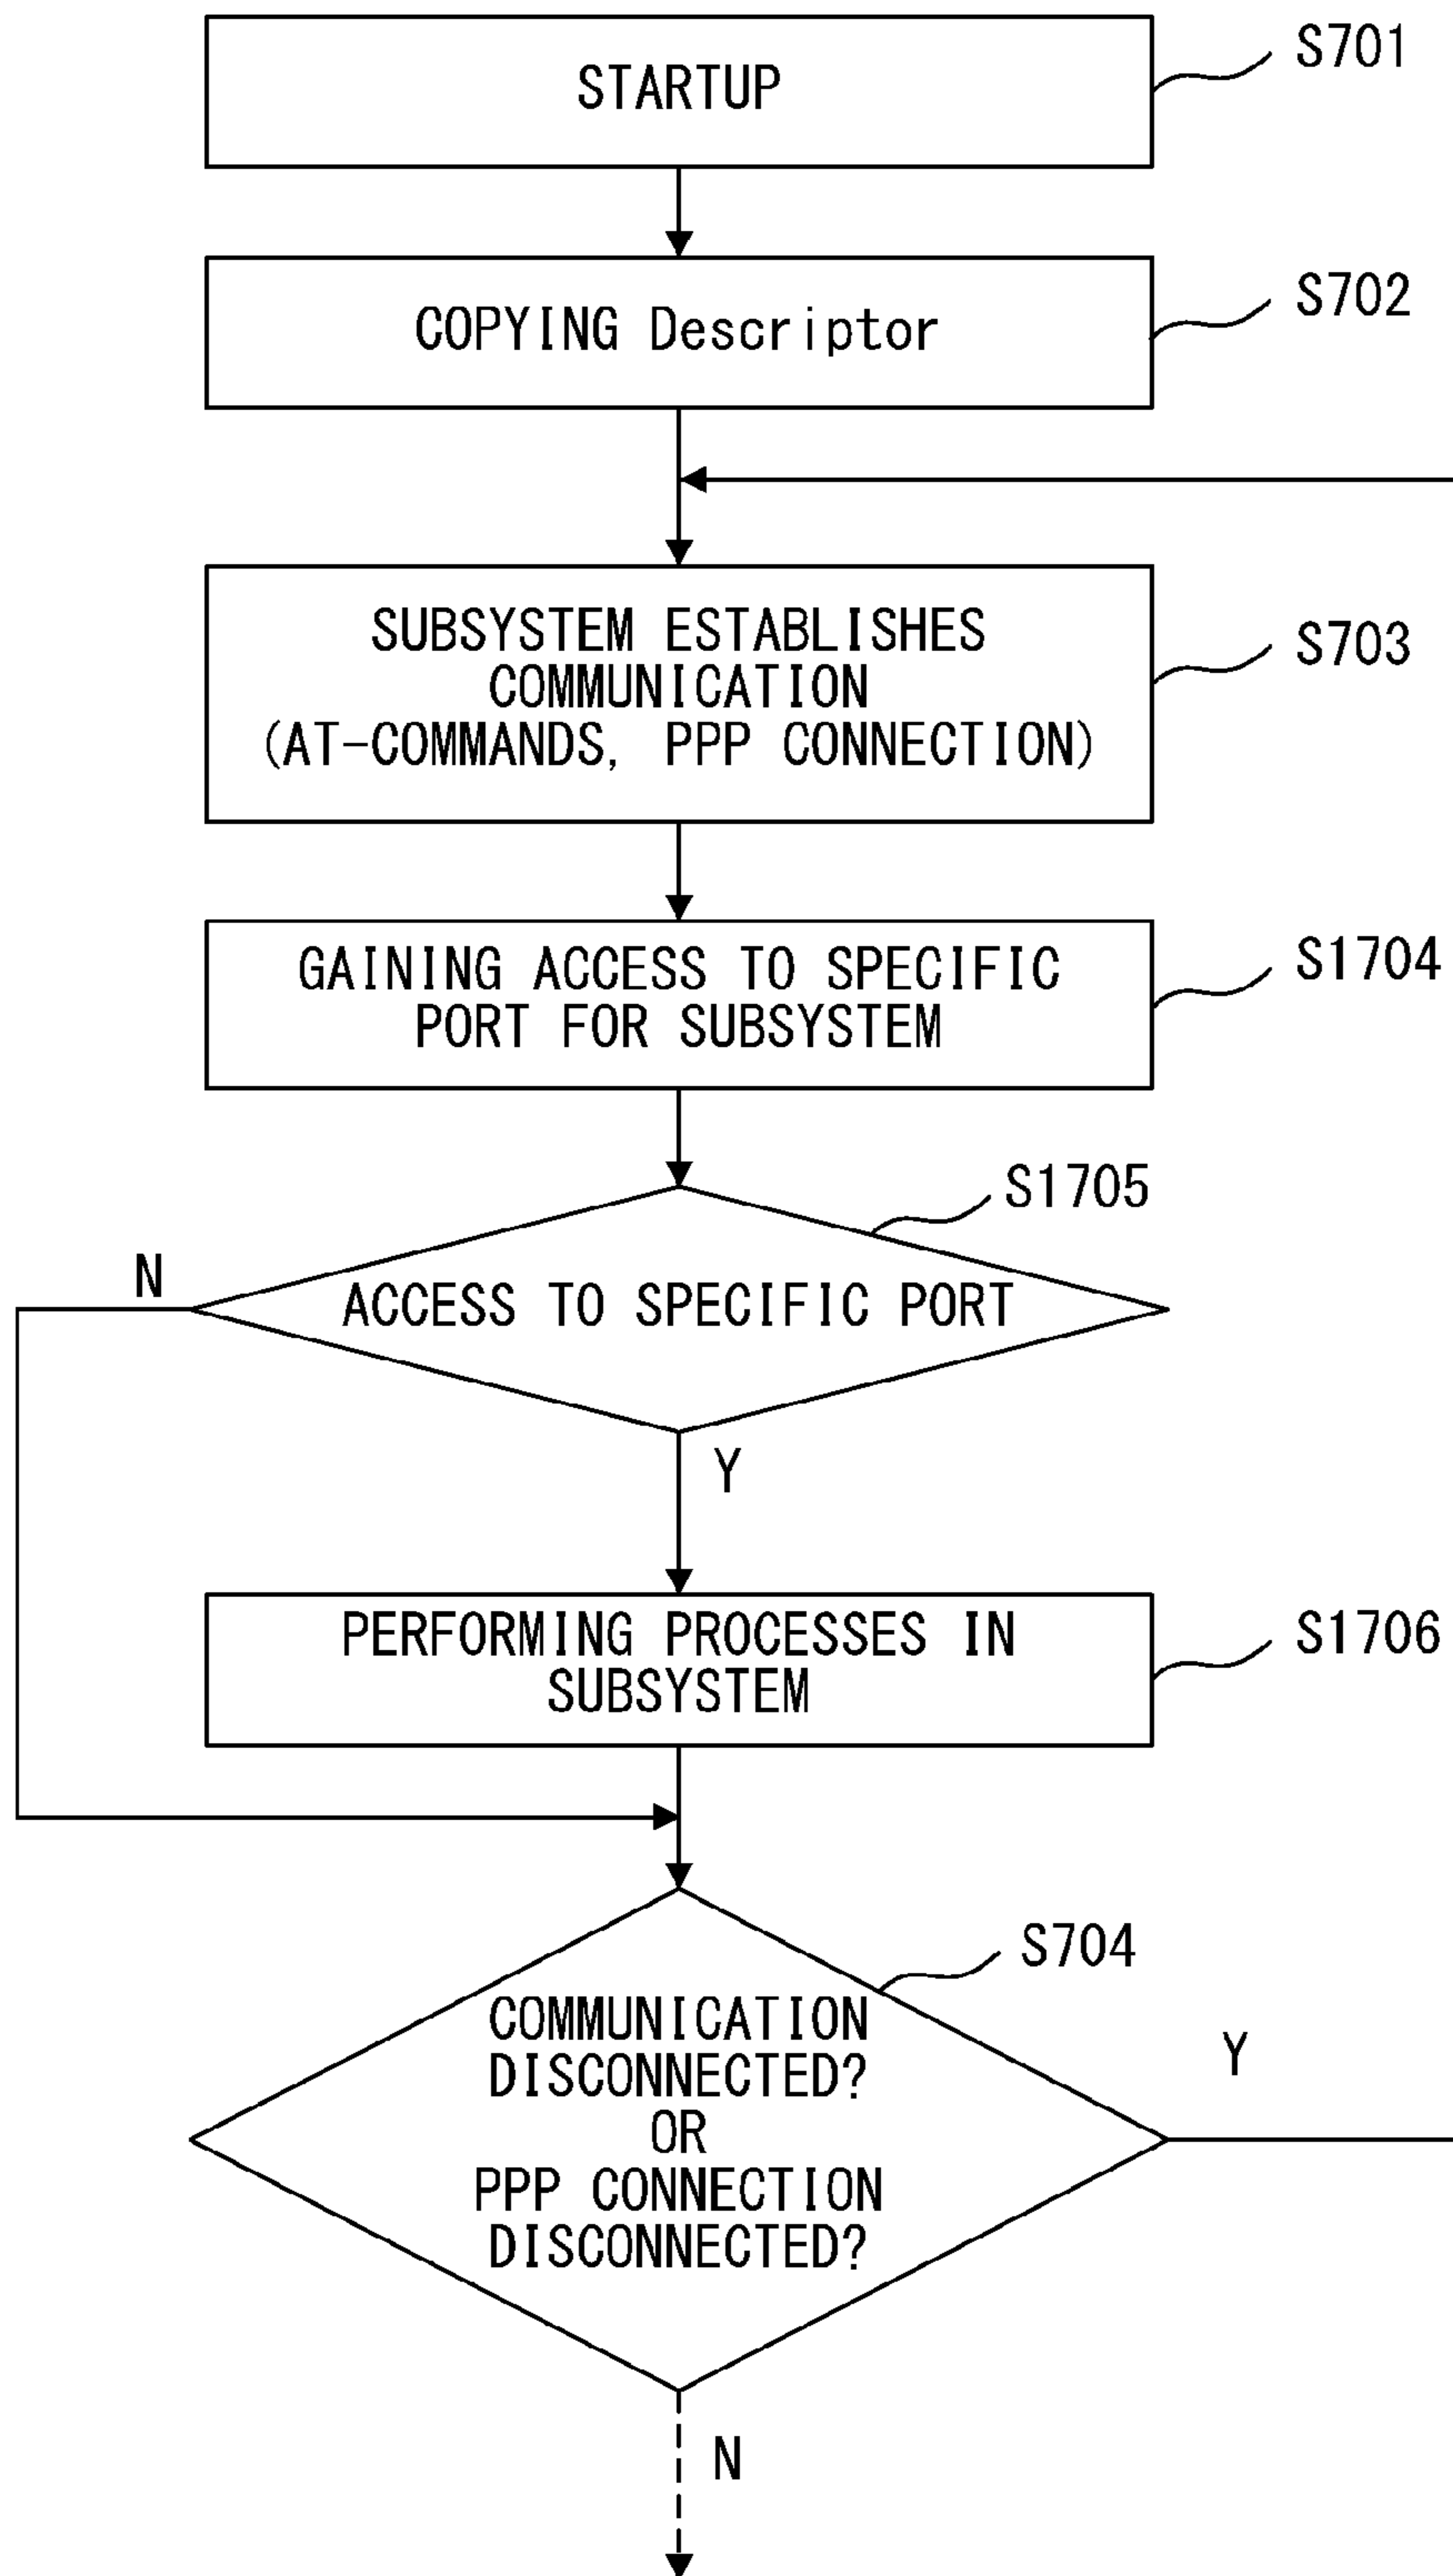 STARTUP
S701
COPYING Descriptor
S702
SUBSYSTEM ESTABLISHES
COMMUNICATION
(AT-COMMANDS, PPP CONNECTION)
S703
GAINING ACCESS TO SPECIFIC
PORT FOR SUBSYSTEM
S1704
S1705
N
ACCESS TO SPECIFIC PORT
Y
PERFORMING PROCESSES IN
SUBSYSTEM
S1706
S704
COMMUNICATION
DISCONNECTED?
OR
PPP CONNECTION
DISCONNECTED?
Y
N